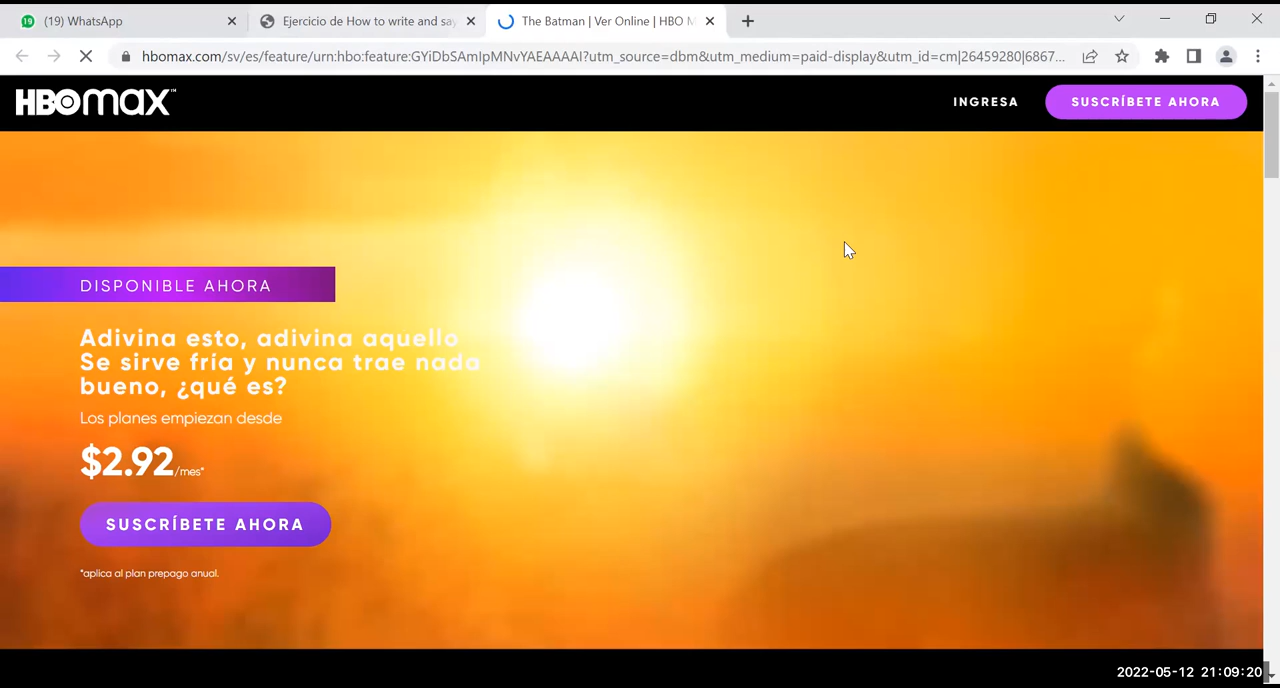 (19) WhatsApp
Ejercicio de How to write and say
The Batman | Ver Online | HBO M
hbomax.com/sv/es/feature/urn:hbo:feature:GYiDbSAmIpMNvYAEAAAAI?utm_source=dbm&utm_medium=paid-display&utm_id=cm|26459280|6867...
HBOMAX™
INGRESA
SUSCRÍBETE AHORA
DISPONIBLE AHORA
Adivina esto, adivina aquello
Se sirve fría y nunca trae nada
bueno, ¿qué es?
Los planes empiezan desde
$2.92/mes*
SUSCRÍBETE AHORA
*aplica al plan prepago anual.
2022-05-12 21:09:20